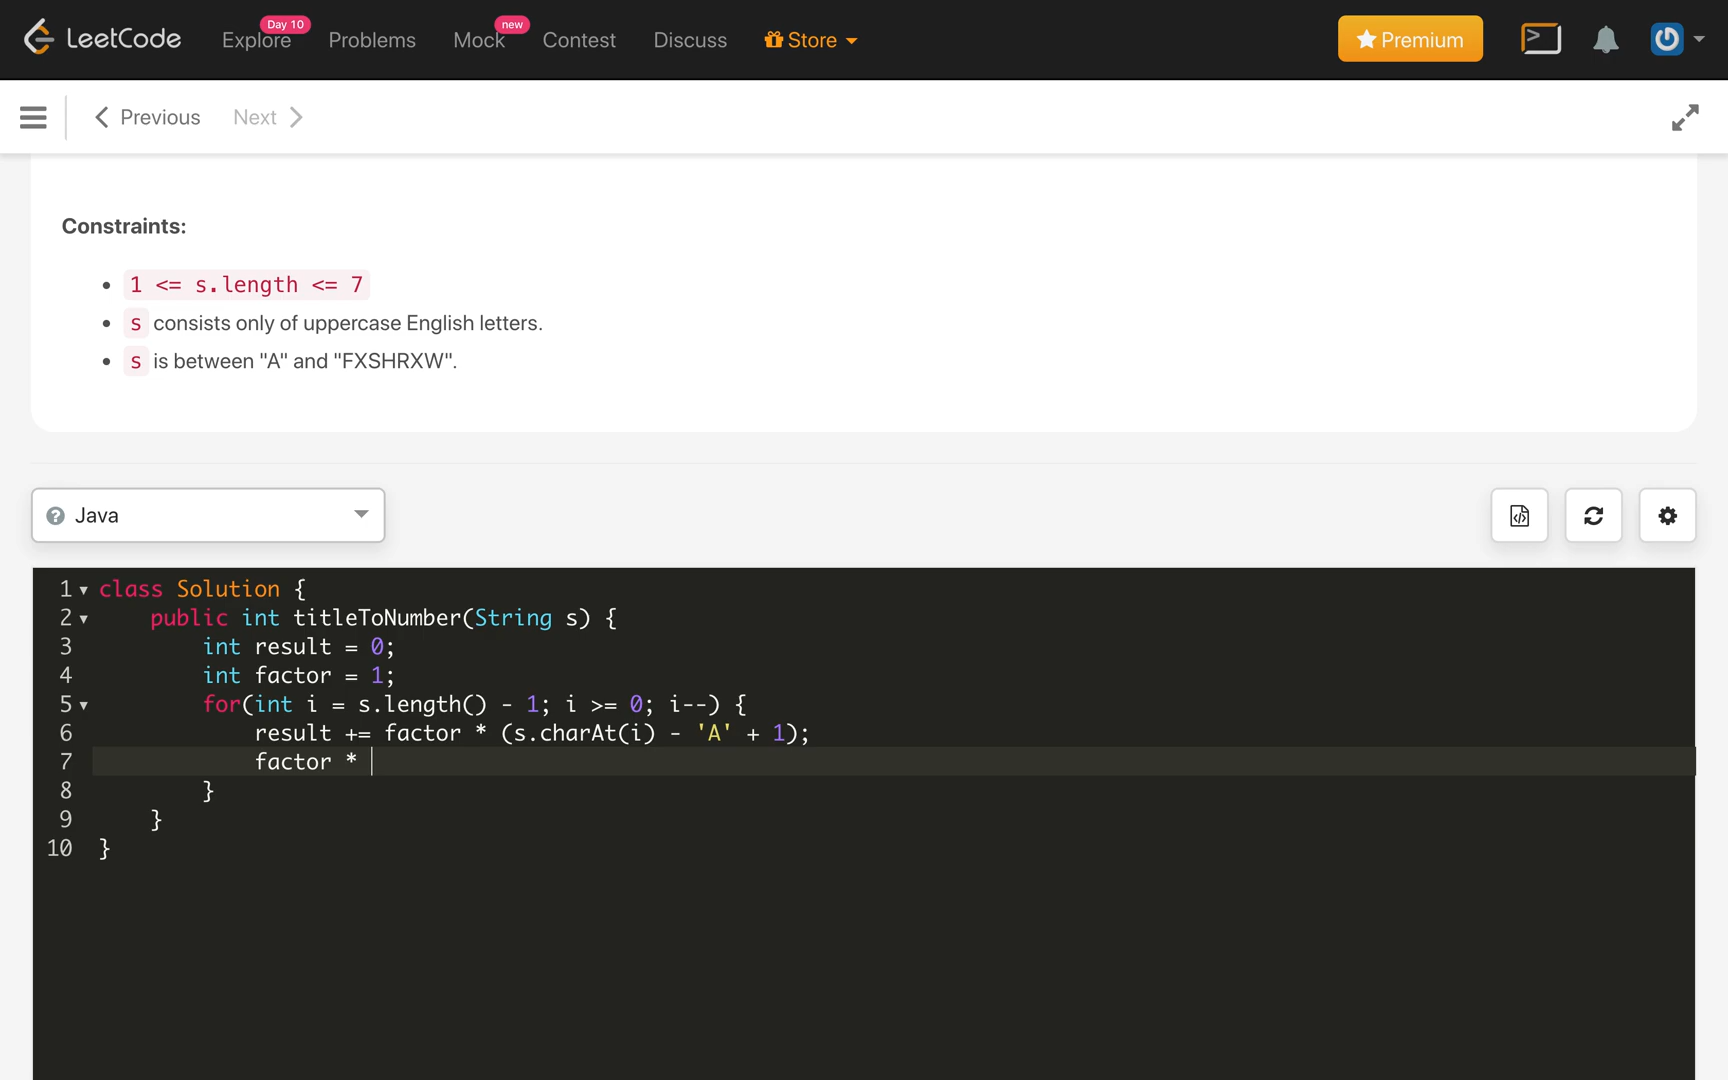 LeetCode
Explore Day 10 Problems Mock new Contest Discuss Store Premium
Previous Next
Constraints:
1 <= s.length <= 7
s consists only of uppercase English letters.
s is between "A" and "FXSHRXW".
Java
1 class Solution {
2 public int titleToNumber(String s) {
3 int result = 0;
4 int factor = 1;
5 for(int i = s.length() - 1; i >= 0; i--) {
6 result += factor * (s.charAt(i) - 'A' + 1);
7 factor *
8 }
9 }
10 }